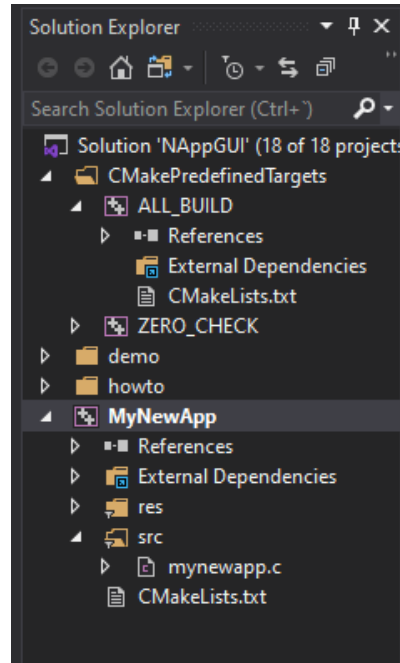 Solution Explorer
Search Solution Explorer (Ctrl+`)
Solution 'NAppGUI' (18 of 18 projects
CMakePredefinedTargets
ALL_BUILD
References
External Dependencies
CMakeLists.txt
ZERO_CHECK
demo
howto
MyNewApp
References
External Dependencies
res
src
mynewapp.c
CMakeLists.txt